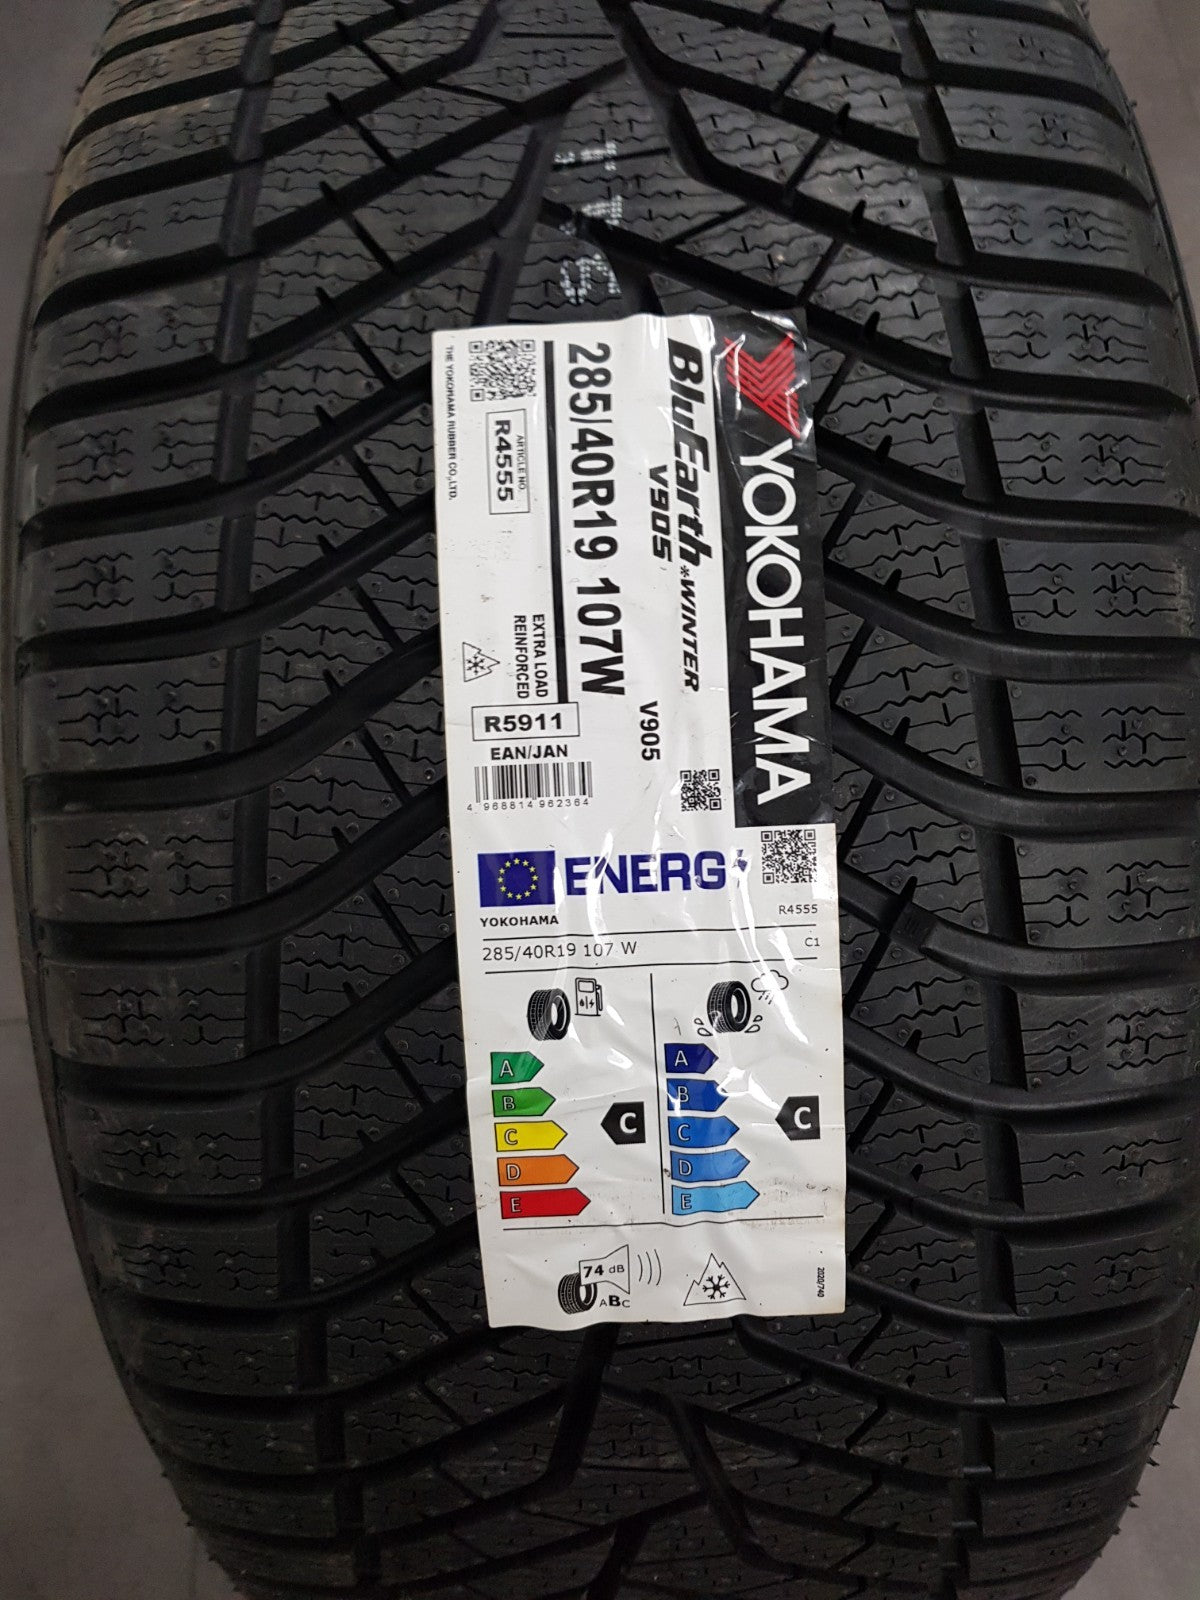 YOKOHAMA
BluEarth*WINTER
V905
V905
285/40R19 107W
EXTRA LOAD
REINFORCED
ARTICLE NO.
R4555
THE YOKOHAMA RUBBER CO.,LTD.
R5911
EAN/JAN
4 968814 962364
ENERG
YOKOHAMA
R4555
285/40R19 107 W
C1
A
B
C
D
E
C
A
B
C
D
E
C
74 dB
ABC
2020/740